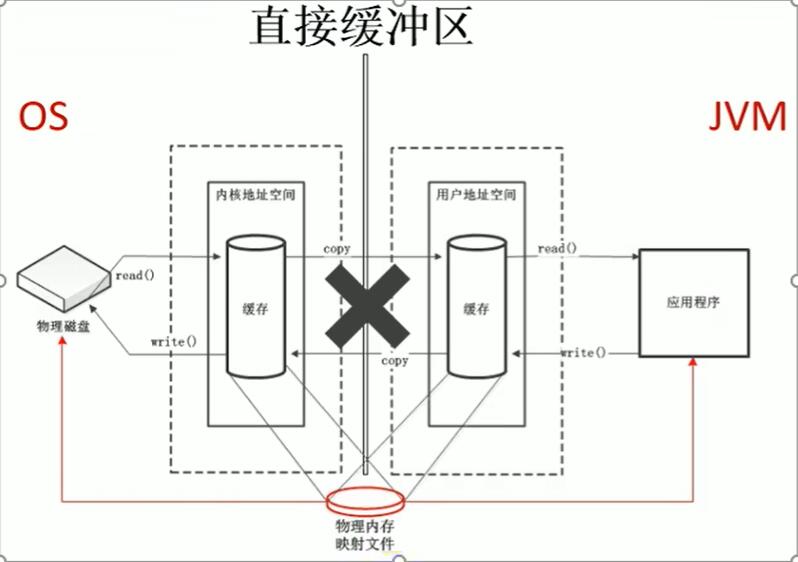 直接缓冲区
OS
JVM
内核地址空间
用户地址空间
copy
read()
read()
缓存
缓存
应用程序
物理磁盘
write()
copy
write()
物理内存
映射文件